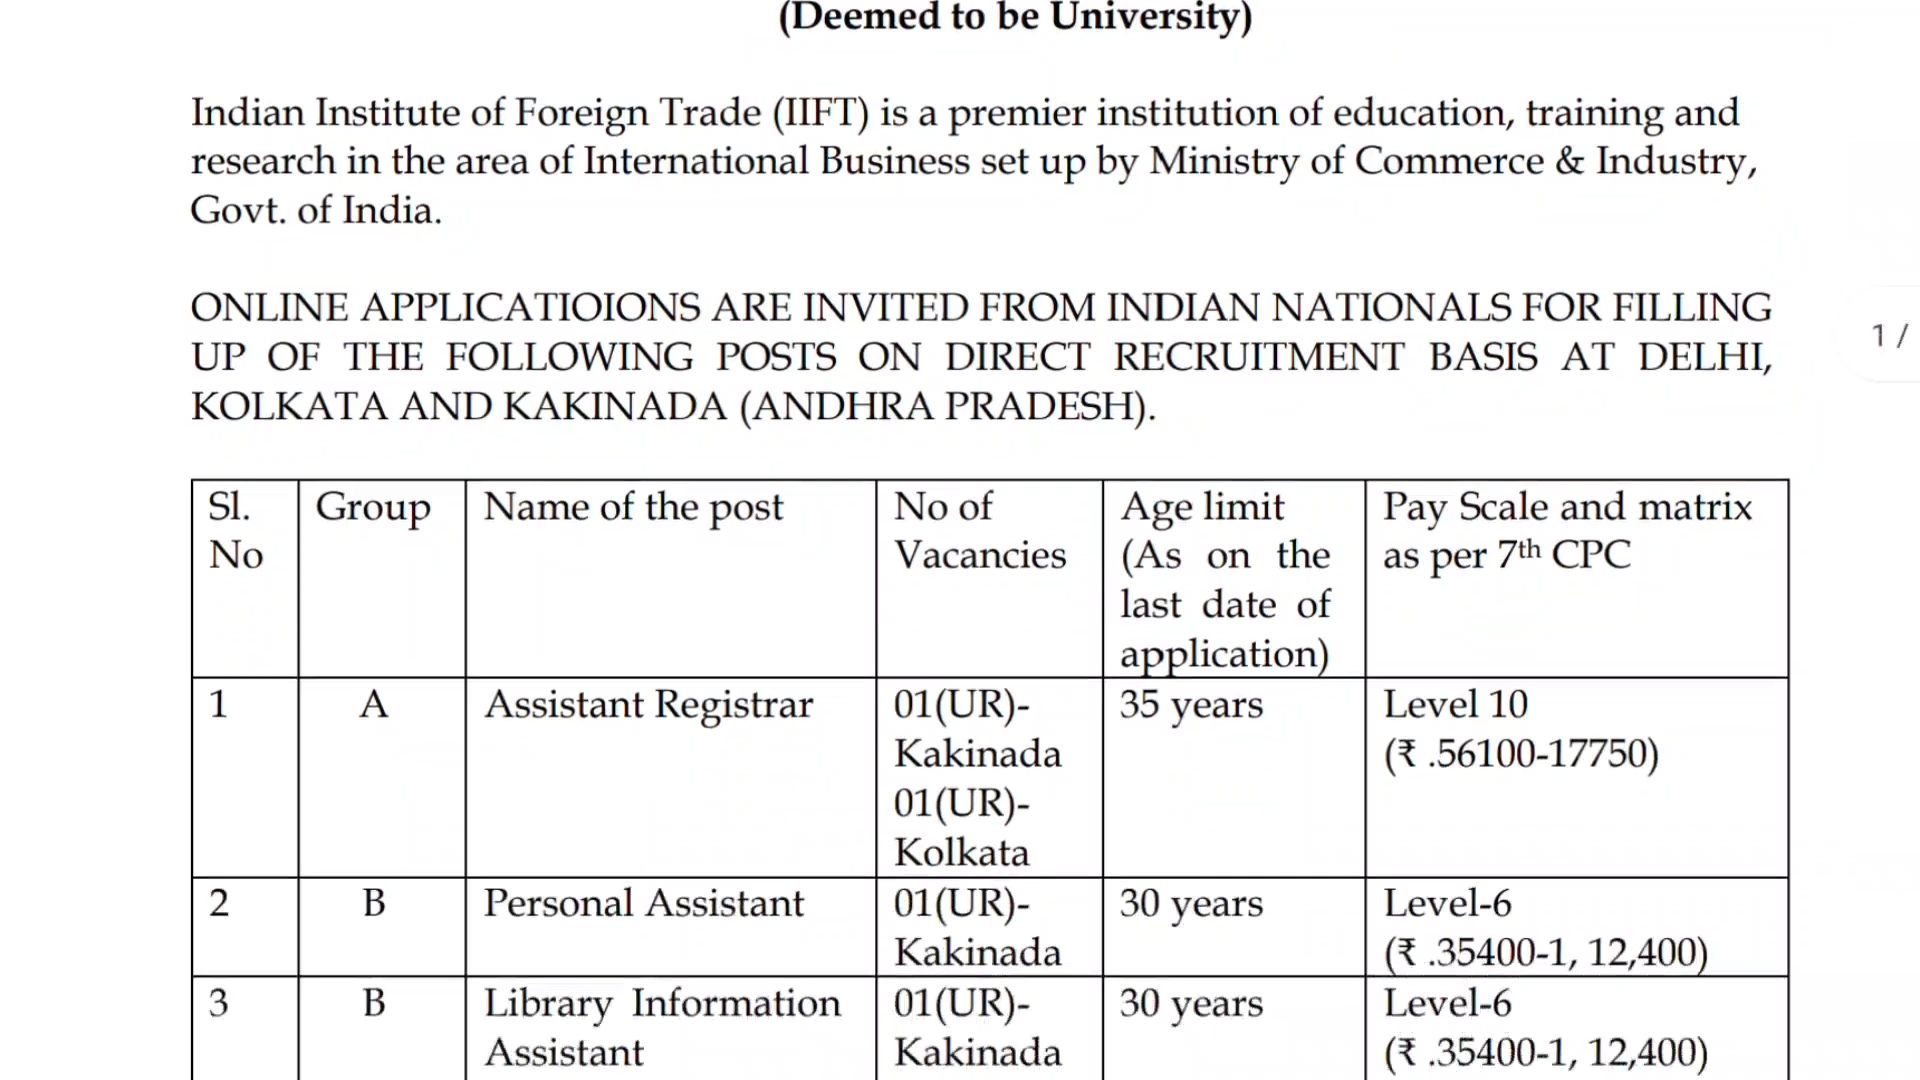 (Deemed to be University)
Indian Institute of Foreign Trade (IIFT) is a premier institution of education, training and
research in the area of International Business set up by Ministry of Commerce & Industry,
Govt. of India.
ONLINE APPLICATIOIONS ARE INVITED FROM INDIAN NATIONALS FOR FILLING
UP OF THE FOLLOWING POSTS ON DIRECT RECRUITMENT BASIS AT DELHI,
KOLKATA AND KAKINADA (ANDHRA PRADESH).
1 /
Sl. Group Name of the post No of Age limit Pay Scale and matrix
No Vacancies (As on the as per 7th CPC
last date of
application)
1 A Assistant Registrar 01(UR)- 35 years Level 10
Kakinada (₹ .56100-17750)
01(UR)-
Kolkata
2 B Personal Assistant 01(UR)- 30 years Level-6
Kakinada (₹ .35400-1, 12,400)
3 B Library Information 01(UR)- 30 years Level-6
Assistant Kakinada (₹ .35400-1, 12,400)